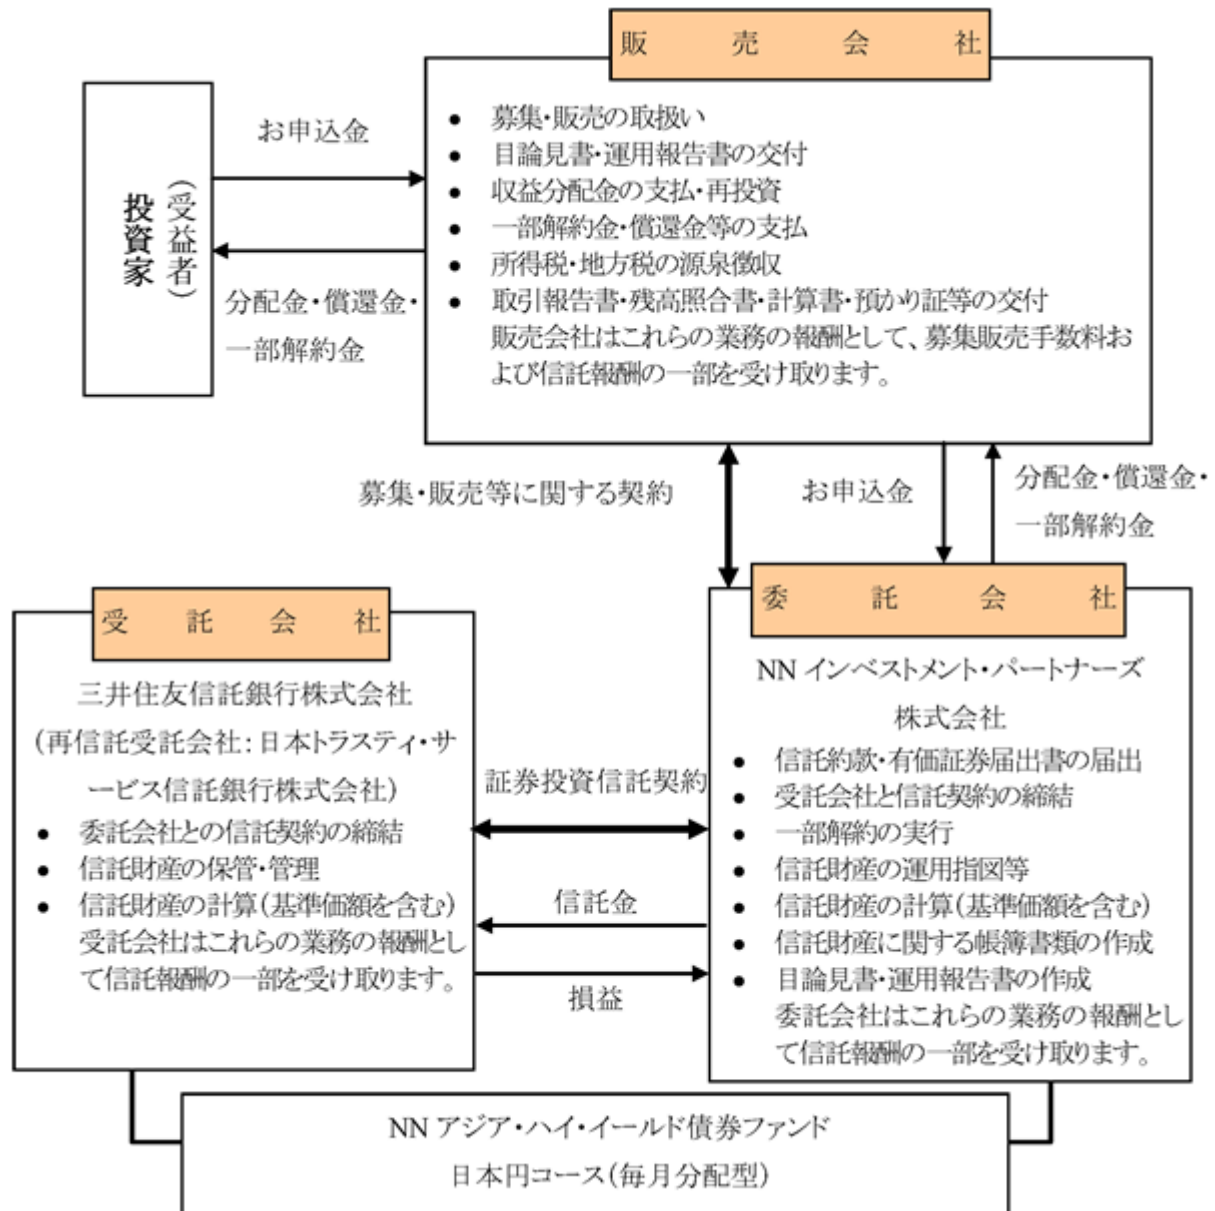 販売会社
投資家
(受益者)
お申込金
分配金・償還金・
一部解約金
● 募集・販売の取扱い
● 目論見書・運用報告書の交付
● 収益分配金の支払・再投資
● 一部解約金・償還金等の支払
● 所得税・地方税の源泉徴収
● 取引報告書・残高照合書・計算書・預かり証等の交付
販売会社はこれらの業務の報酬として、募集販売手数料お
よび信託報酬の一部を受け取ります。
募集・販売等に関する契約
お申込金
分配金・償還金・
一部解約金
受託会社
三井住友信託銀行株式会社
(再信託受託会社:日本トラスティ・サ
ービス信託銀行株式会社)
● 委託会社との信託契約の締結
● 信託財産の保管・管理
● 信託財産の計算(基準価額を含む)
受託会社はこれらの業務の報酬とし
て信託報酬の一部を受け取ります。
証券投資信託契約
信託金
損益
委託会社
NN インベストメント・パートナーズ
株式会社
● 信託約款・有価証券届出書の届出
● 受託会社と信託契約の締結
● 一部解約の実行
● 信託財産の運用指図等
● 信託財産の計算(基準価額を含む)
● 信託財産に関する帳簿書類の作成
● 目論見書・運用報告書の作成
委託会社はこれらの業務の報酬とし
て信託報酬の一部を受け取ります。
NN アジア・ハイ・イールド債券ファンド
日本円コース(毎月分配型)